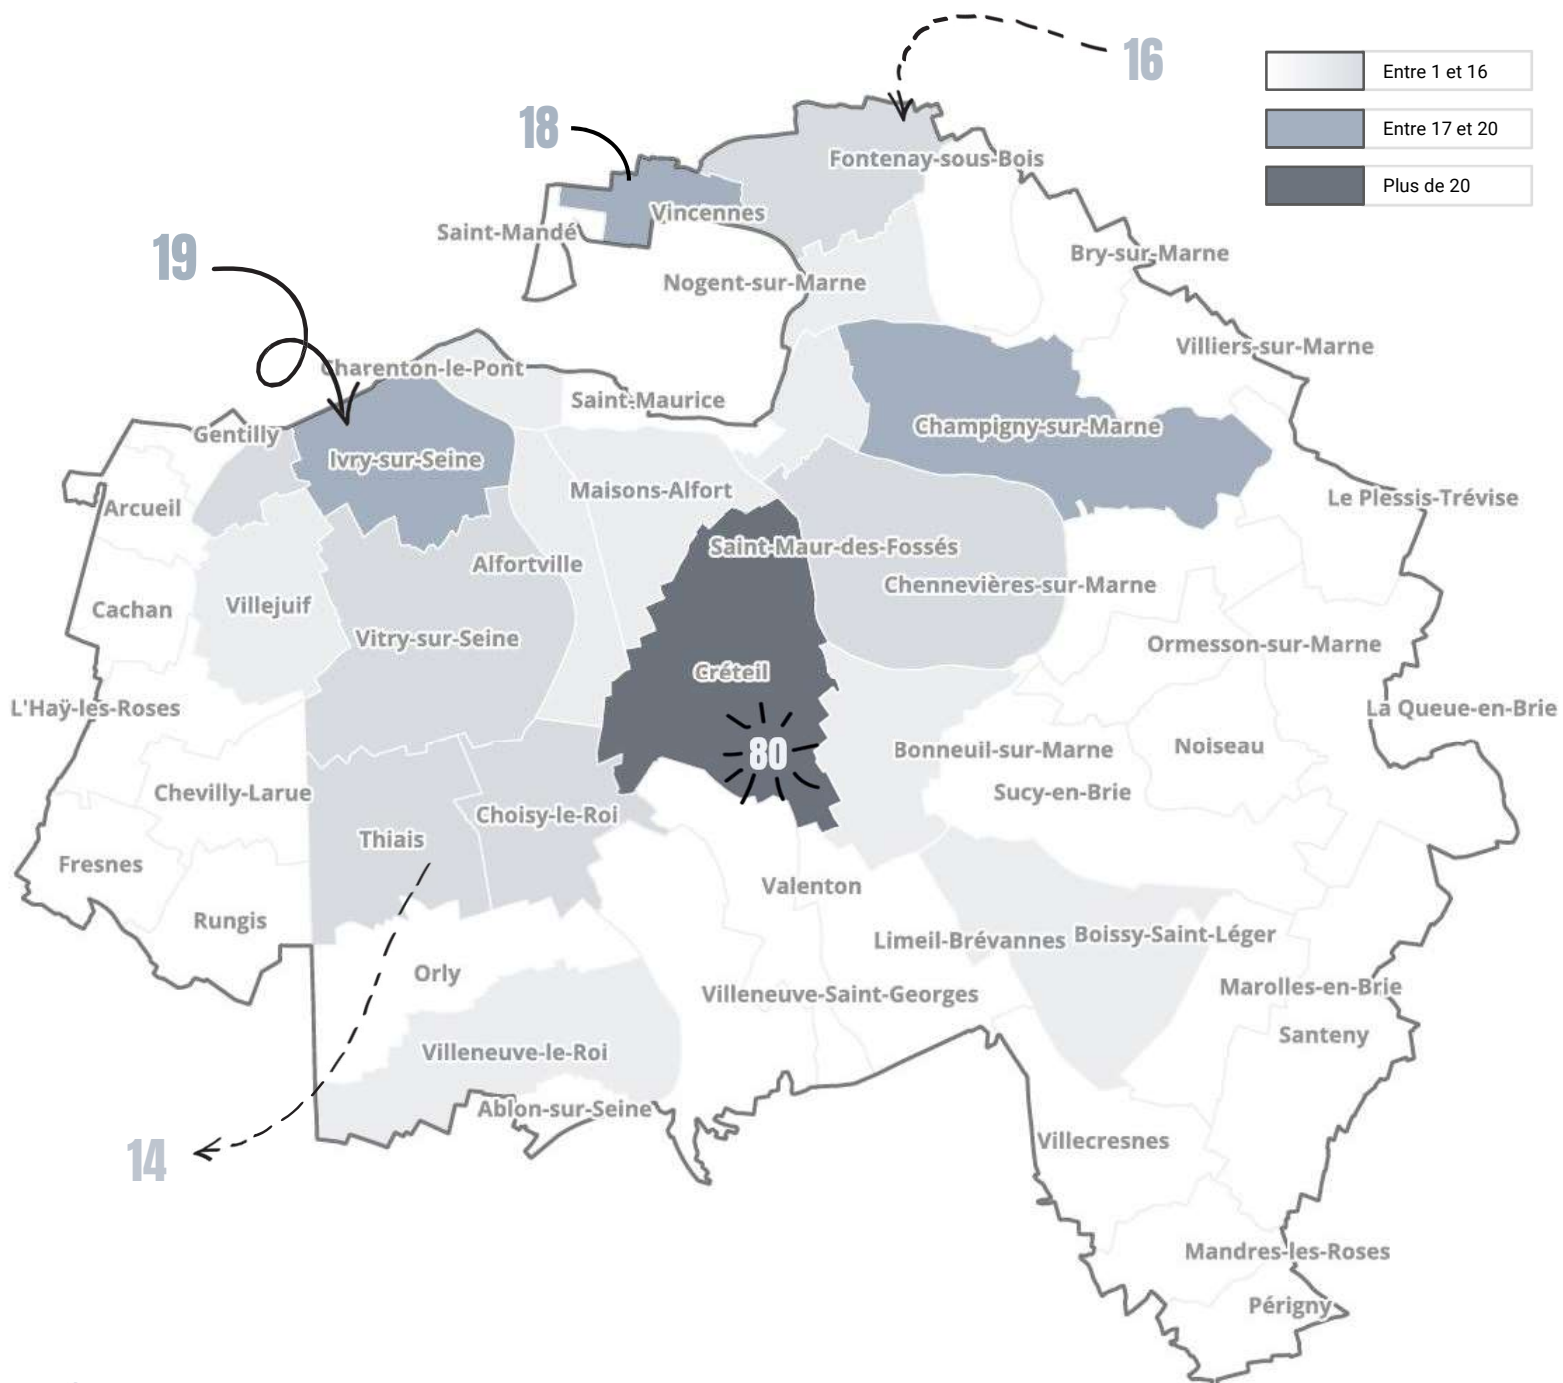 16
Entre 1 et 16
18
Entre 17 et 20
Fontenay-sous-Bois
Plus de 20
Vincennes
Saint-Mandé
19
Bry-sur-Marne
Nogent-sur-Marne
Villiers-sur-Marne
Charenton-le-Pont
Saint-Maurice
Champigny-sur-Marne
Gentilly
Ivry-sur-Seine
Maisons-Alfort
Le Plessis-Trévise
Arcueil
Saint-Maur-des-Fossés
Alfortville
Chennevières-sur-Marne
Villejuif
Cachan
Vitry-sur-Seine
Ormesson-sur-Marne
Créteil
L'Haÿ-les-Roses
La Queue-en-Brie
80
Bonneuil-sur-Marne
Noiseau
Chevilly-Larue
Sucy-en-Brie
Choisy-le-Roi
Thiais
Fresnes
Valenton
Rungis
Limeil-Brévannes
Boissy-Saint-Léger
Orly
Villeneuve-Saint-Georges
Marolles-en-Brie
Santeny
Villeneuve-le-Roi
Ablon-sur-Seine
14
Villecresnes
Mandres-les-Roses
Périgny